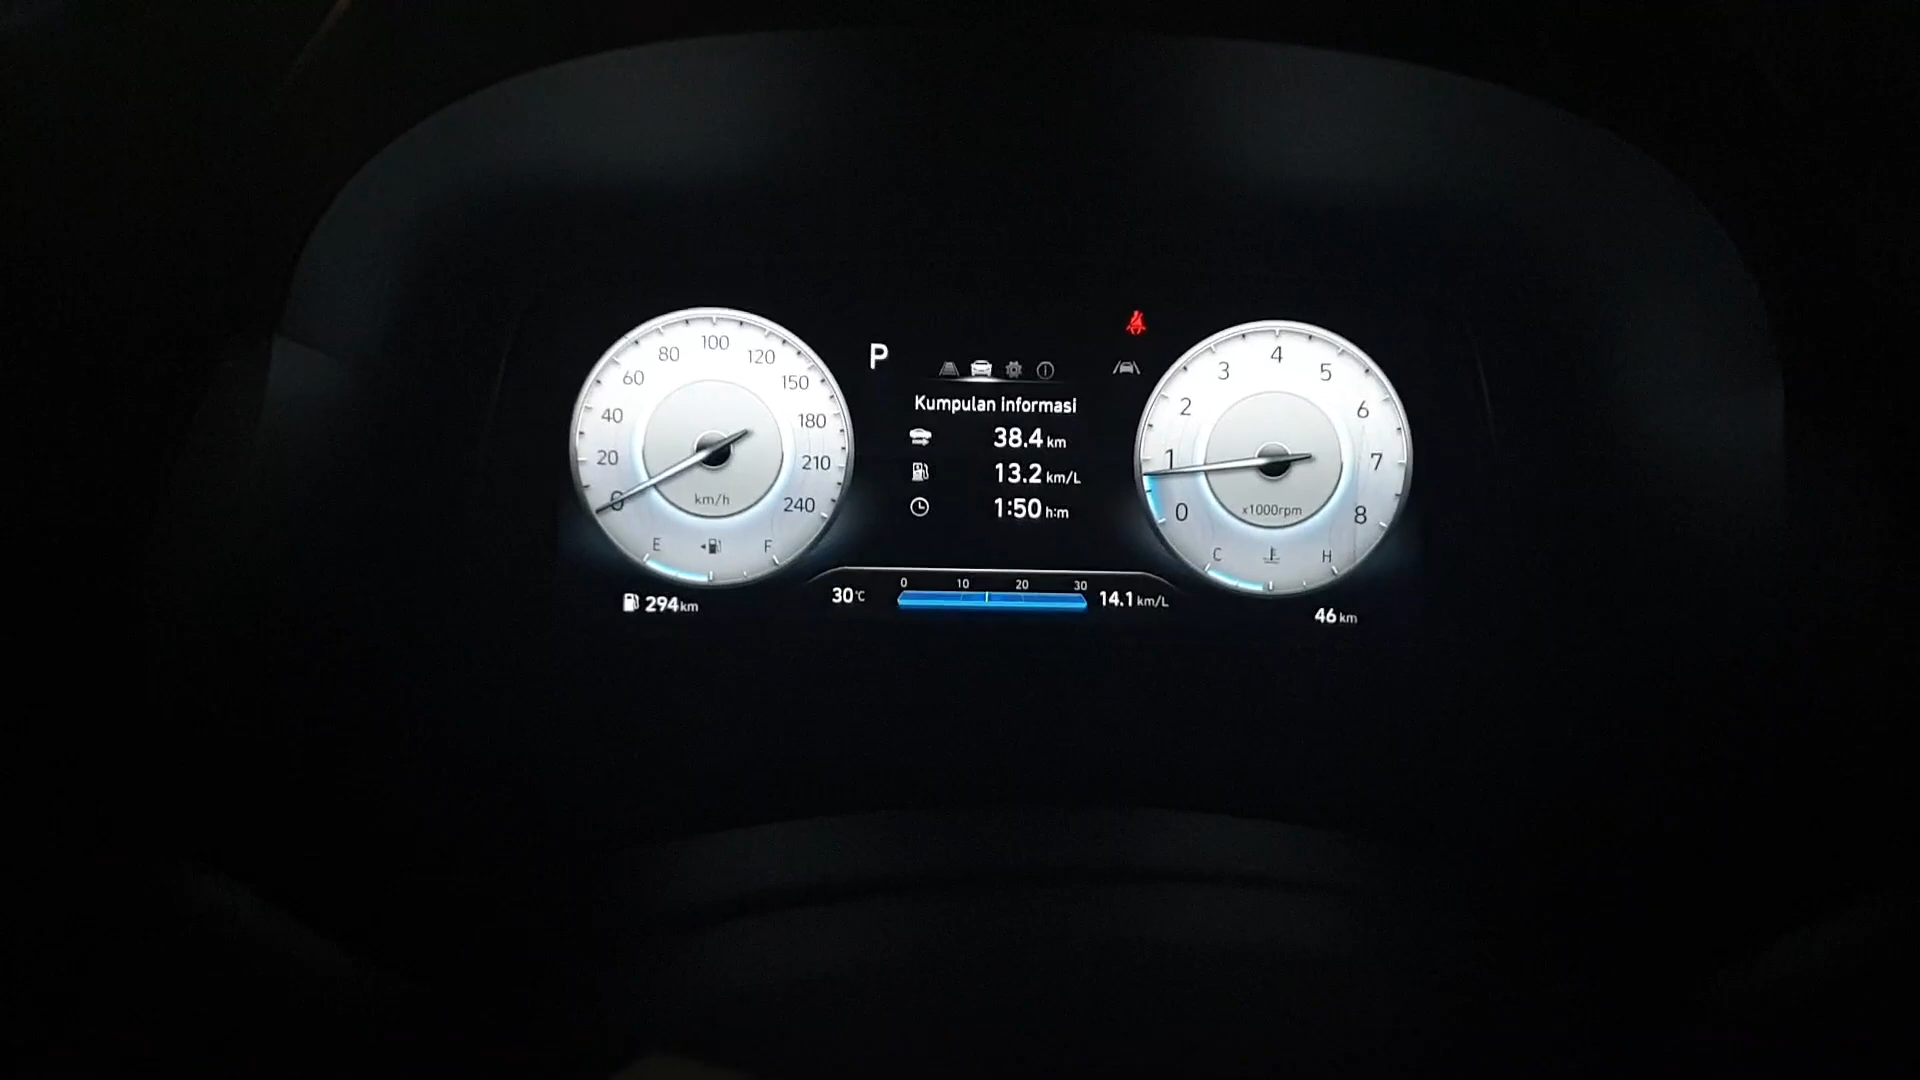 0
20
40
60
80
100
120
150
180
210
240
km/h
E
F
294 km
P
Kumpulan informasi
38.4 km
13.2 km/L
1:50 h:m
30°C
0 10 20 30
14.1 km/L
0
1
2
3
4
5
6
7
8
x1000rpm
C
H
46 km